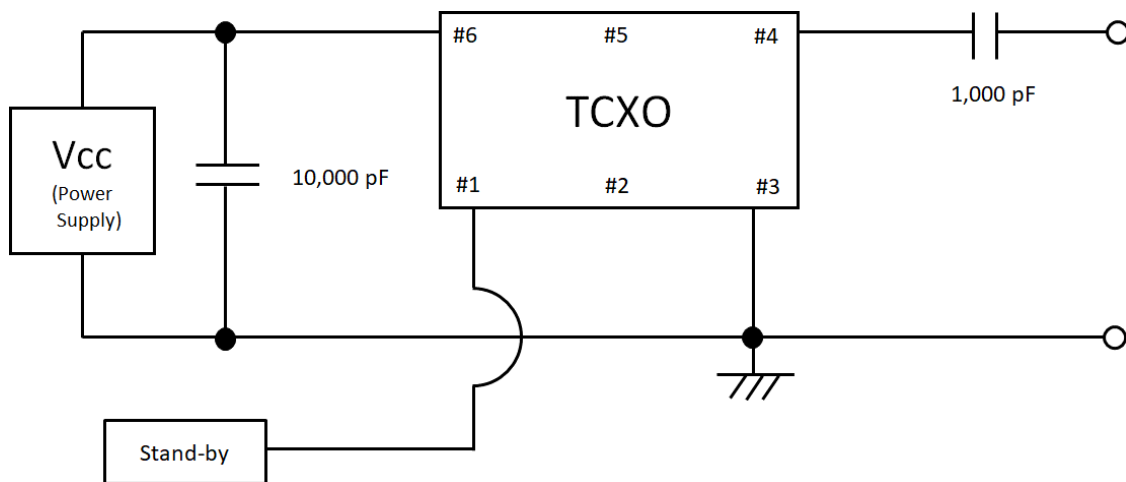 #6
#5
#4
TCXO
1,000 pF
Vcc
(Power
Supply)
10,000 pF
#1
#2
#3
Stand-by